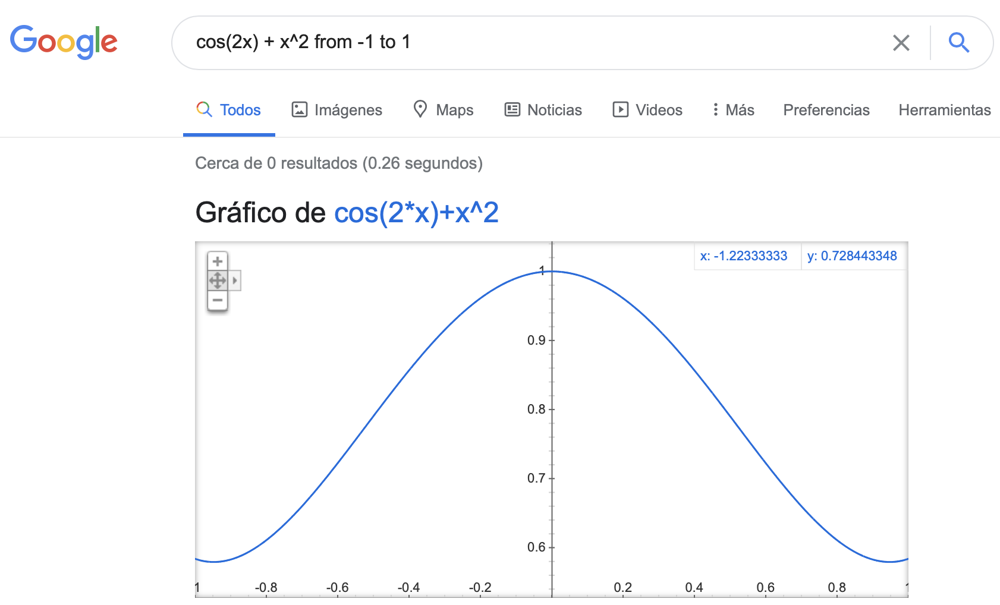 Google
cos(2x) + x^2 from -1 to 1
Todos Imágenes Maps Noticias Videos Más Preferencias Herramientas
Cerca de 0 resultados (0.26 segundos)
Gráfico de cos(2*x)+x^2
x: -1.22333333 y: 0.728443348
1
0.9
0.8
0.7
0.6
1 -0.8 -0.6 -0.4 -0.2 0.2 0.4 0.6 0.8 1